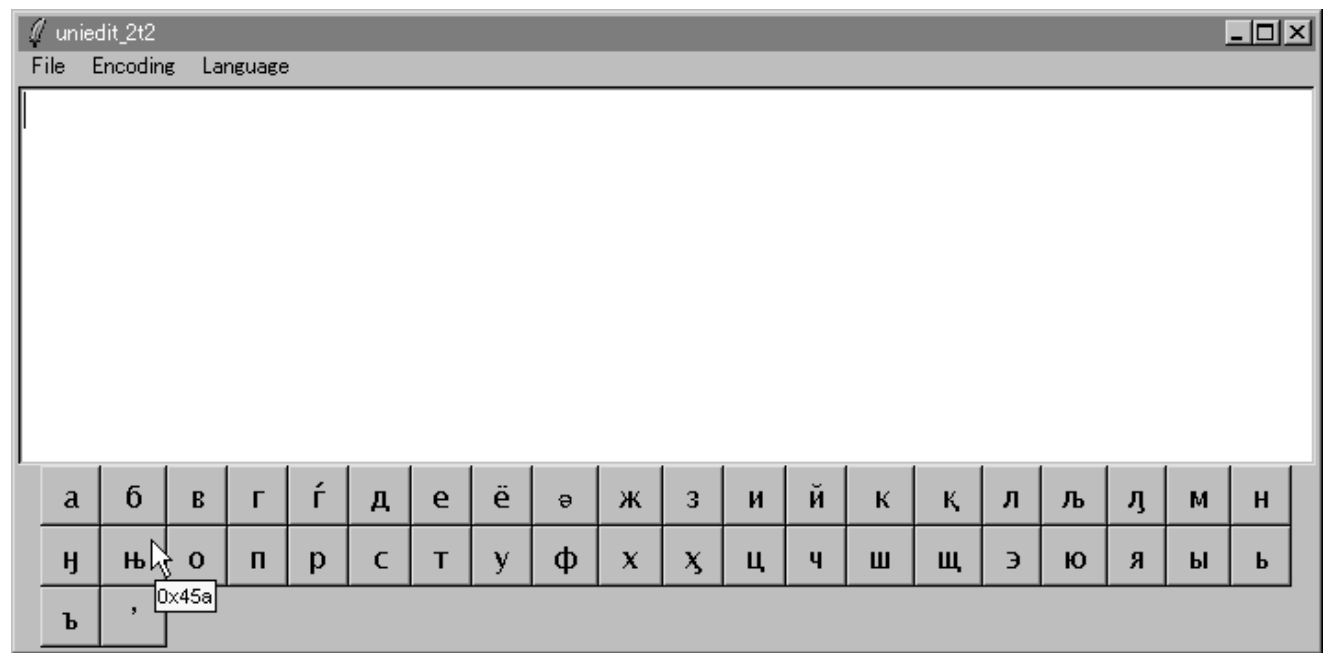 uniedit_2t2
File Encoding Language
а б в г ѓ д е ё ә ж з и й к қ л љ ԓ м н
ӈ њ о п р с т у ф х ҳ ц ч ш щ э ю я ы ь
0x45a
ъ ’